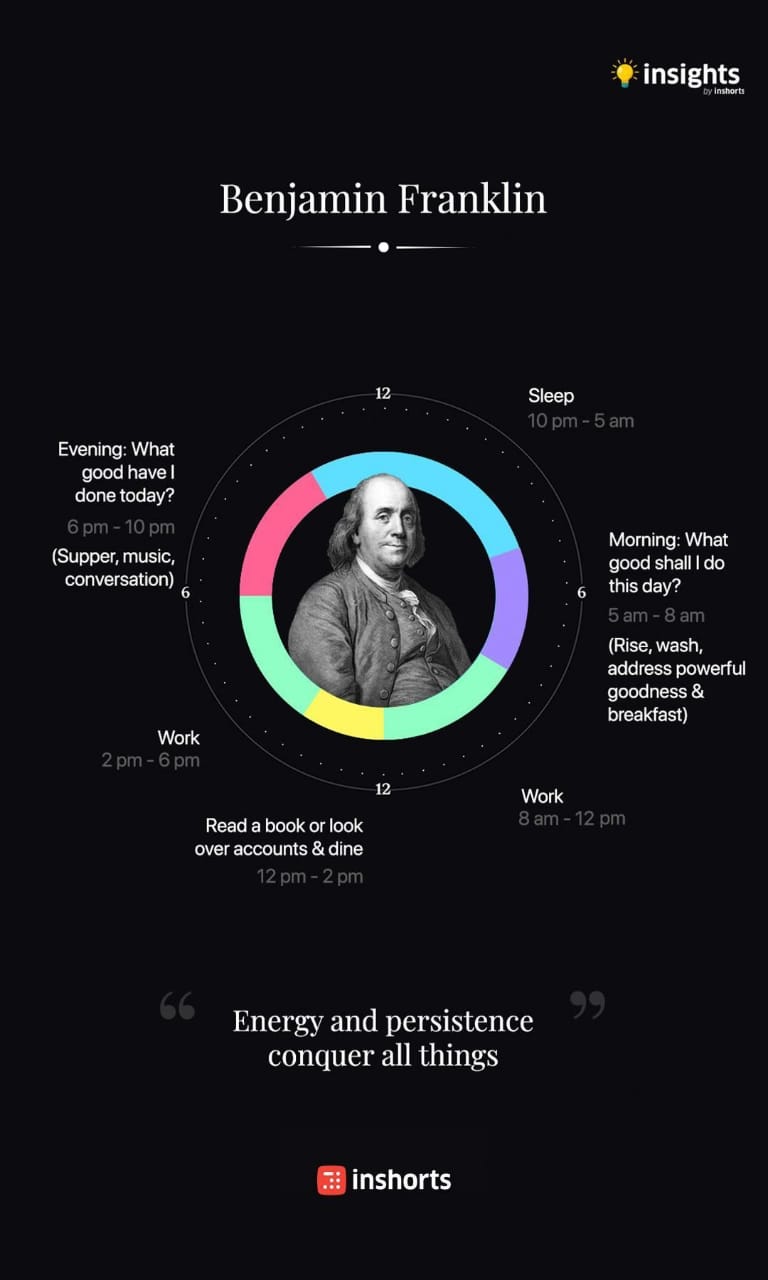 insights
by inshorts
Benjamin Franklin
12
Sleep
10 pm - 5 am
Evening: What
good have I
done today?
6 pm - 10 pm
(Supper, music,
conversation)
6
6
Morning: What
good shall I do
this day?
5 am - 8 am
(Rise, wash,
address powerful
goodness &
breakfast)
Work
2 pm - 6 pm
12
Work
8 am - 12 pm
Read a book or look
over accounts & dine
12 pm - 2 pm
“ Energy and persistence ”
conquer all things
inshorts